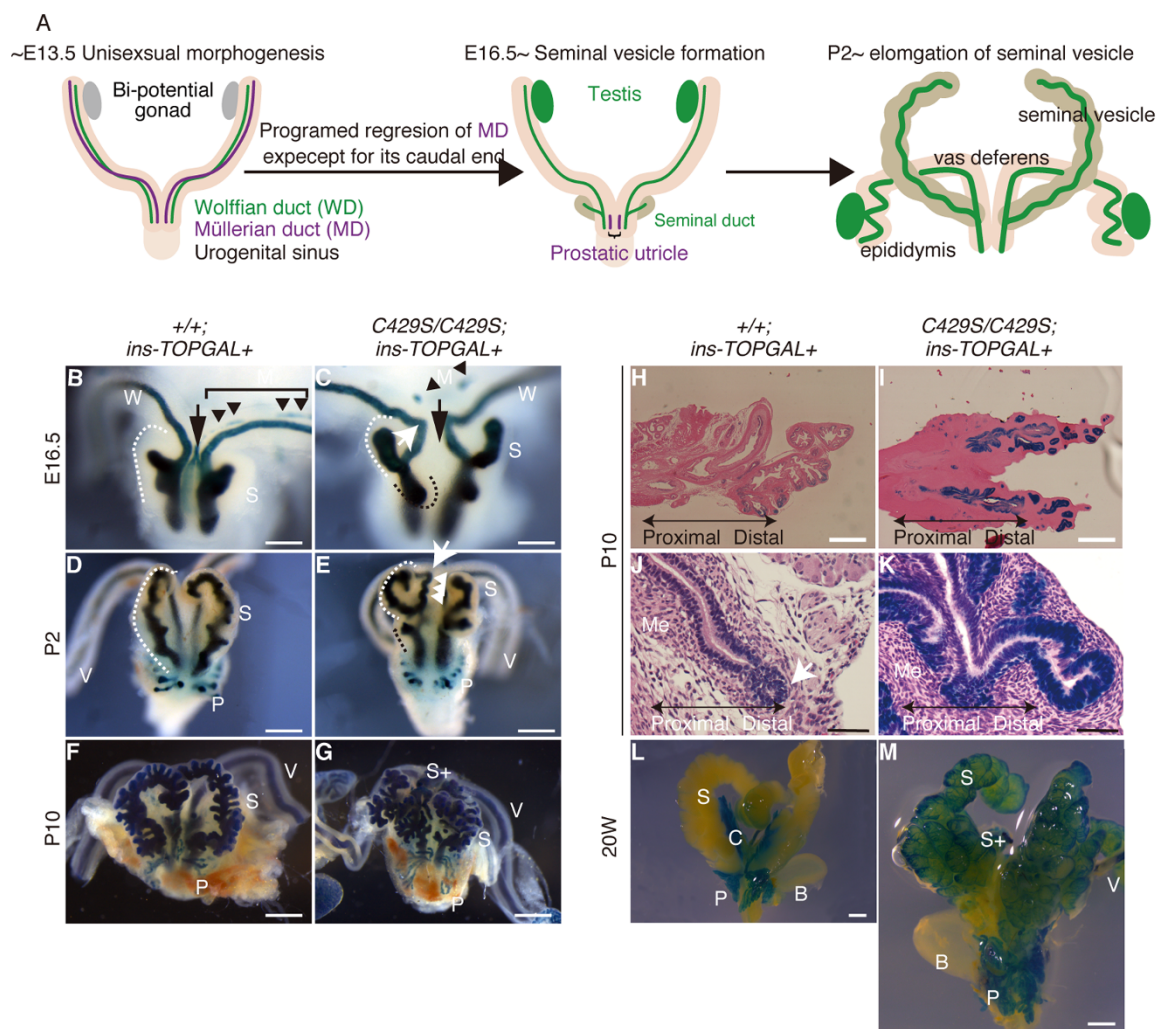 A
~E13.5 Unisexsual morphogenesis
E16.5~ Seminal vesicle formation
P2~ elomgation of seminal vesicle
Bi-potential
gonad
Programed regresion of MD
expecept for its caudal end
Wolffian duct (WD)
Müllerian duct (MD)
Urogenital sinus
Testis
Seminal duct
Prostatic utricle
seminal vesicle
vas deferens
epididymis
+/+;
ins-TOPGAL+
C429S/C429S;
ins-TOPGAL+
+/+;
ins-TOPGAL+
C429S/C429S;
ins-TOPGAL+
E16.5
B
W
M
S
C
M
W
S
P2
D
S
V
P
E
S
V
P
P10
F
V
S
P
G
S+
V
S
P
P10
H
Proximal Distal
I
Proximal Distal
J
Me
Proximal Distal
K
Me
Proximal Distal
20W
L
S
C
P
B
M
S
S+
V
B
P